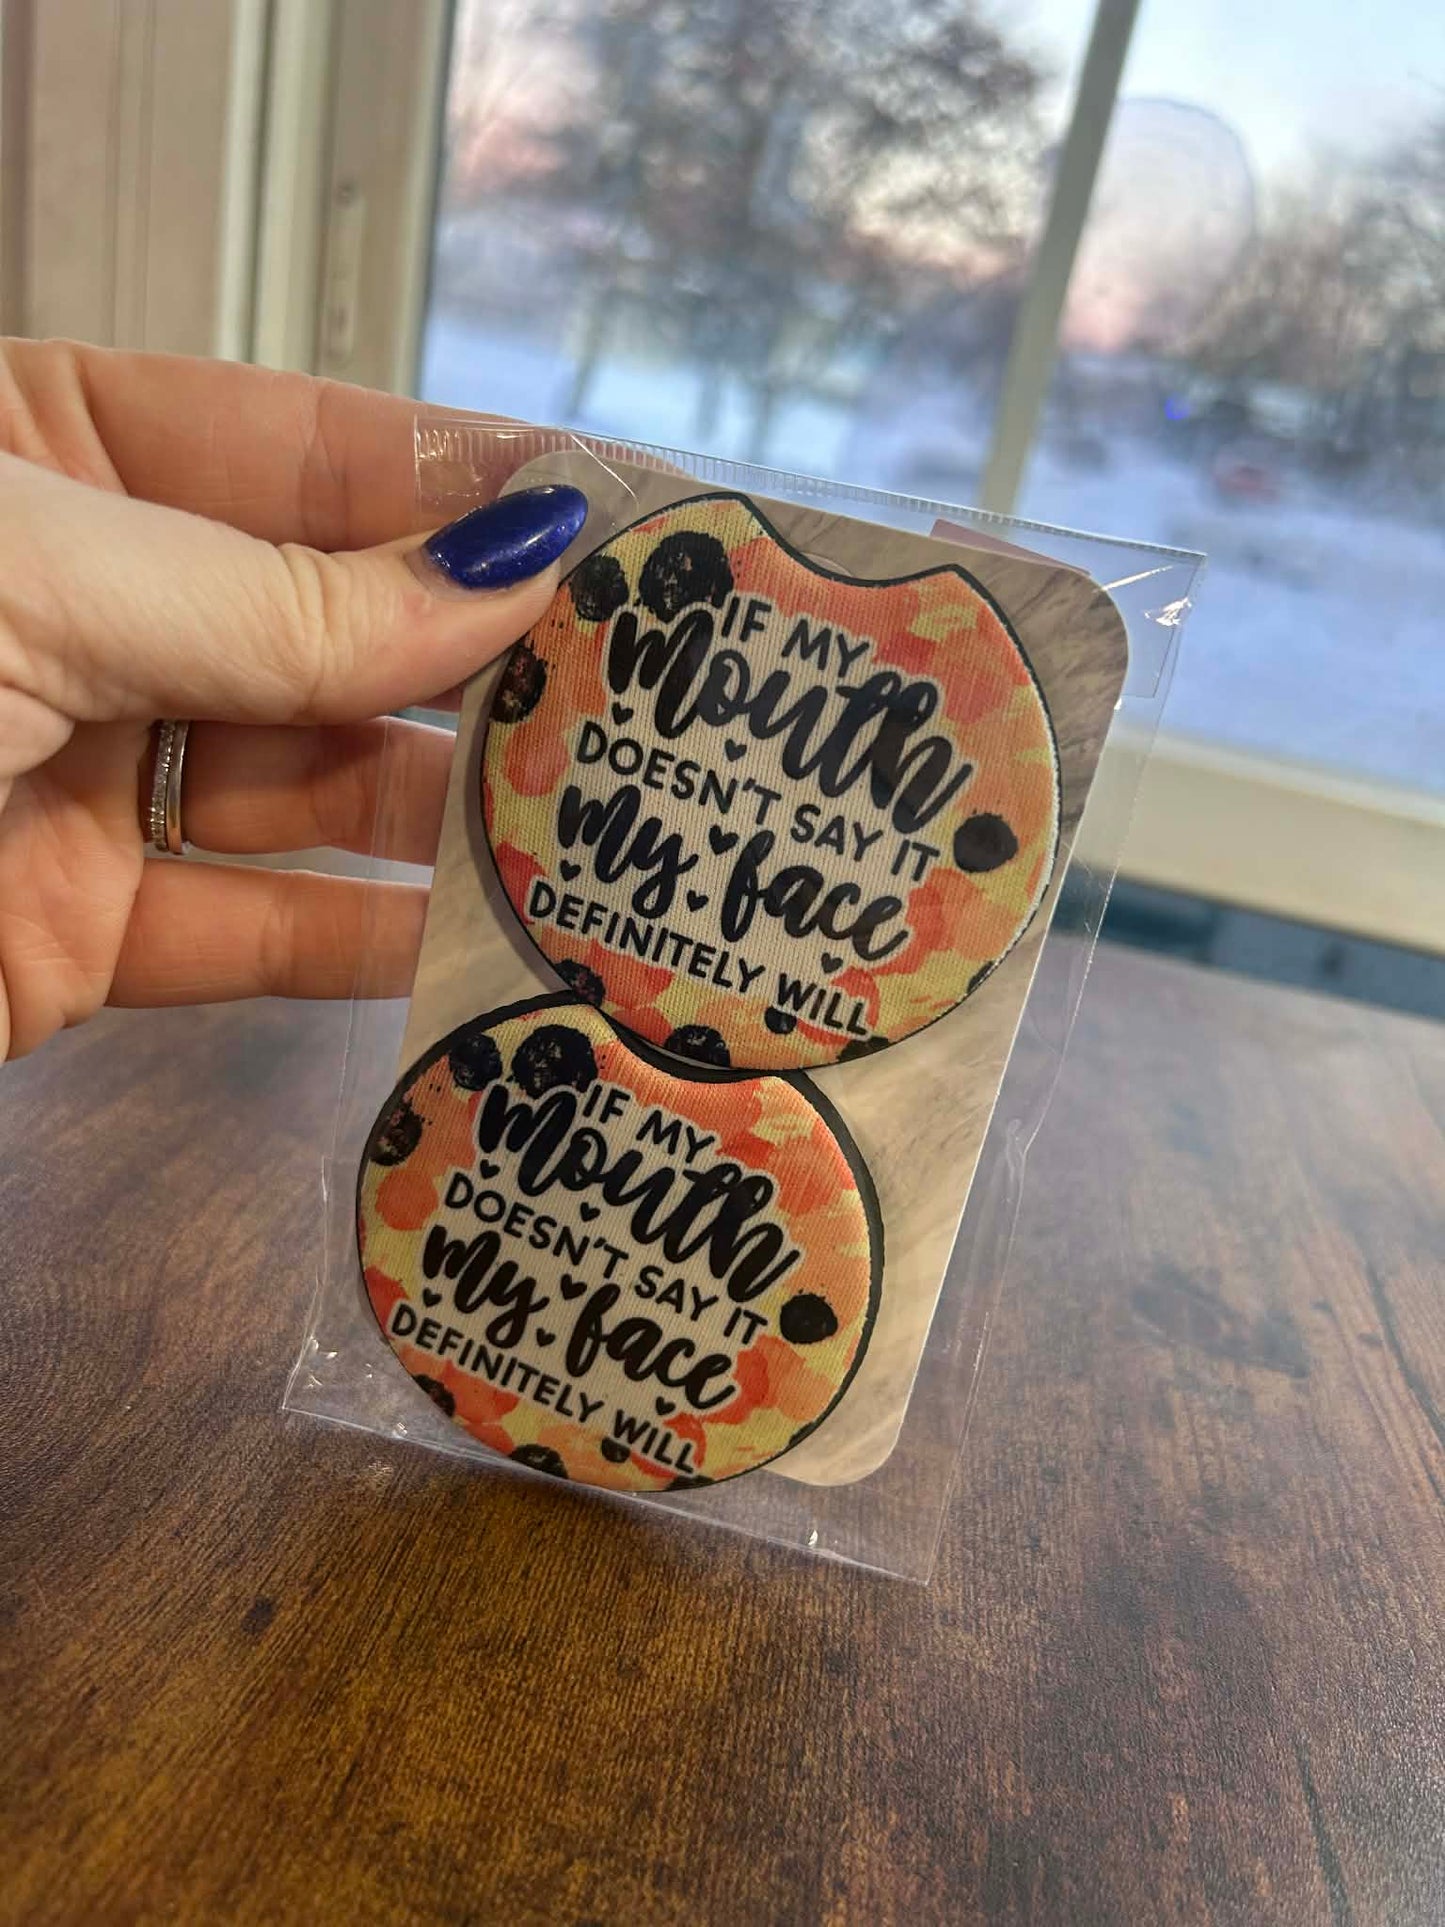 IF MY
Mouth
DOESN'T SAY IT
my face
DEFINITELY WILL
IF MY
Mouth
DOESN'T SAY IT
my face
DEFINITELY WILL